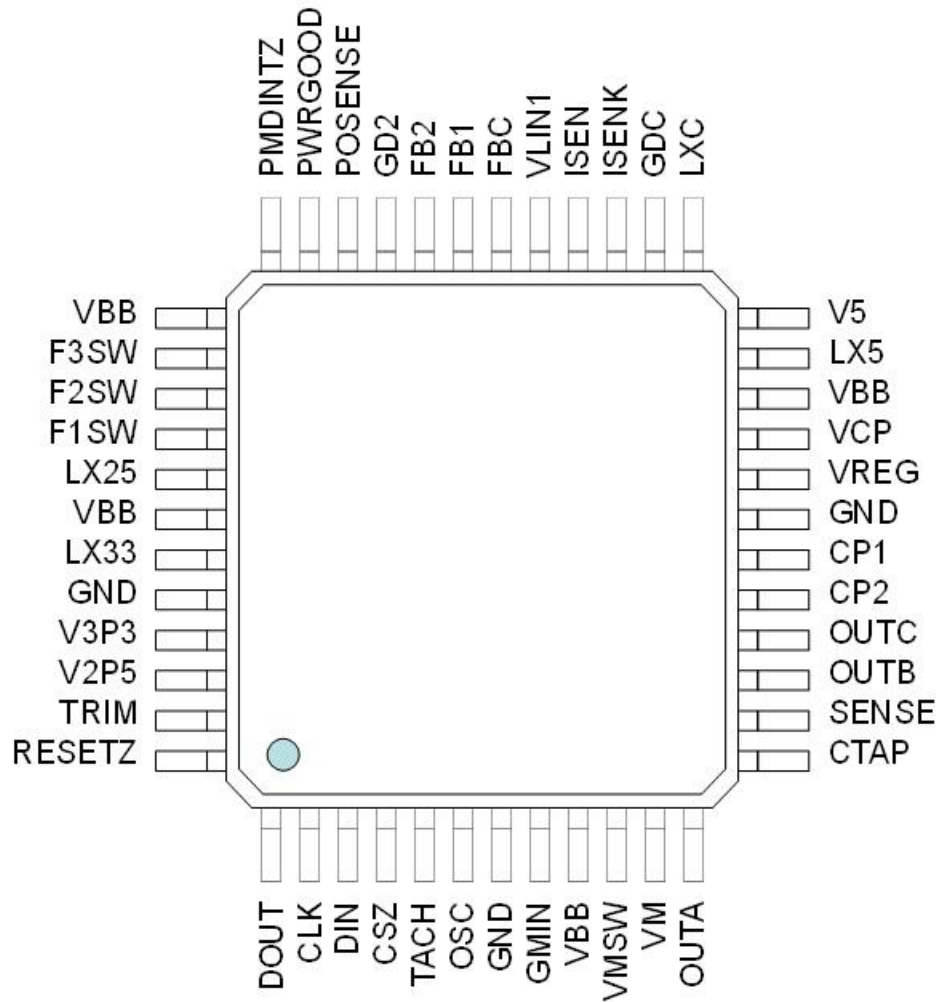 PMDINTZ
PWRGOOD
POSENSE
GD2
FB2
FB1
FBC
VLIN1
ISEN
ISENK
GDC
LXC
VBB
F3SW
F2SW
F1SW
LX25
VBB
LX33
GND
V3P3
V2P5
TRIM
RESETZ
V5
LX5
VBB
VCP
VREG
GND
CP1
CP2
OUTC
OUTB
SENSE
CTAP
DOUT
CLK
DIN
CSZ
TACH
OSC
GND
GMIN
VBB
VMSW
VM
OUTA